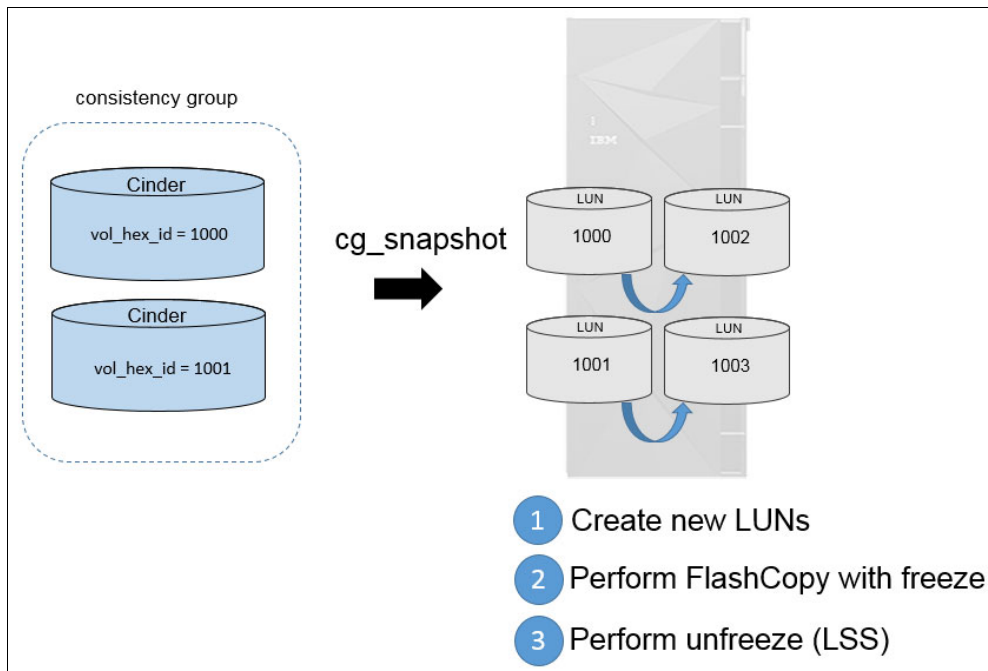 consistency group
Cinder
vol_hex_id = 1000
Cinder
vol_hex_id = 1001
cg_snapshot
IBM
LUN
1000
LUN
1002
LUN
1001
LUN
1003
1 Create new LUNs
2 Perform FlashCopy with freeze
3 Perform unfreeze (LSS)